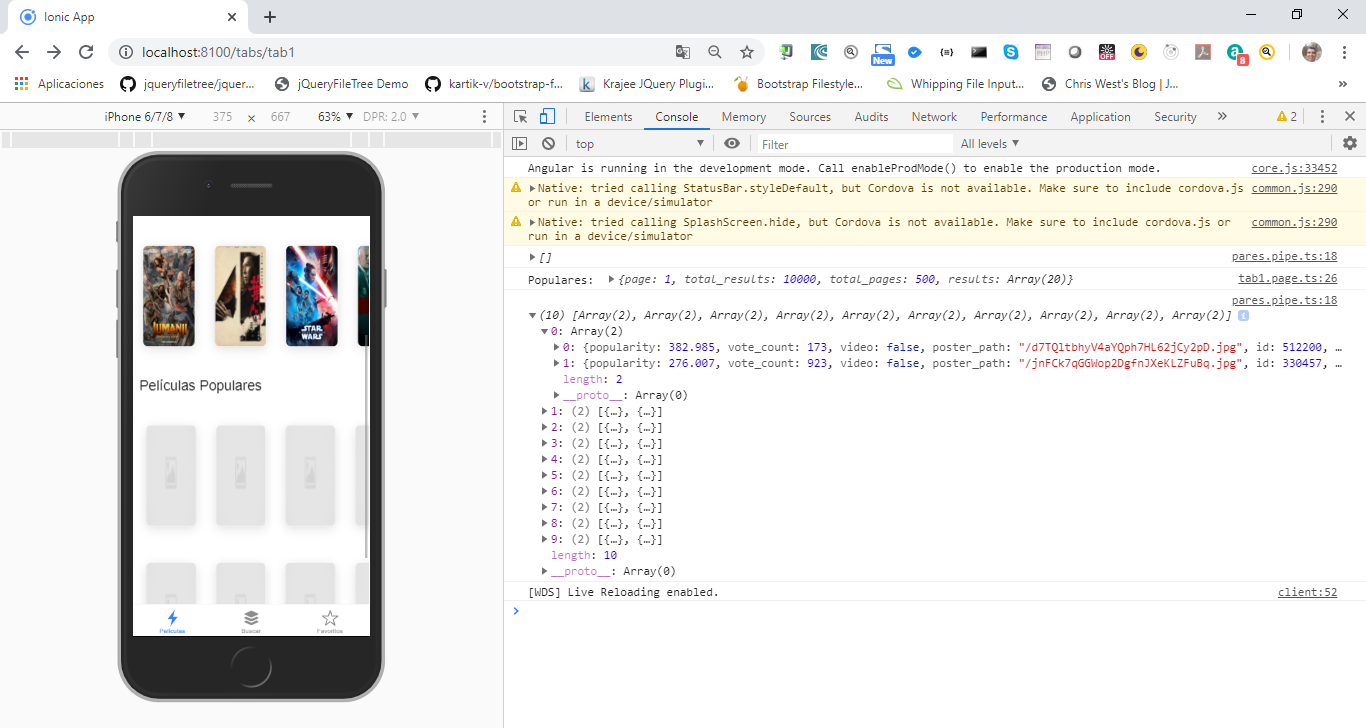 Ionic App
localhost:8100/tabs/tab1
New
{≡}
PHP
OFF
a
8
Aplicaciones
jqueryfiletree/jquer...
jQueryFileTree Demo
kartik-v/bootstrap-f...
k
Krajee JQuery Plugi...
Bootstrap Filestyle...
Whipping File Input...
Chris West's Blog | J...
»
iPhone 6/7/8 ▼ 375 × 667 63% ▼ DPR: 2.0 ▼
Elements Console Memory Sources Audits Network Performance Application Security » 2
top ▼ Filter All levels ▼
Angular is running in the development mode. Call enableProdMode() to enable the production mode. core.js:33452
▶Native: tried calling StatusBar.styleDefault, but Cordova is not available. Make sure to include cordova.js common.js:290
or run in a device/simulator
▶Native: tried calling SplashScreen.hide, but Cordova is not available. Make sure to include cordova.js or common.js:290
run in a device/simulator
▶[] pares.pipe.ts:18
Populares: ▶{page: 1, total_results: 10000, total_pages: 500, results: Array(20)} tab1.page.ts:26
pares.pipe.ts:18
▼(10) [Array(2), Array(2), Array(2), Array(2), Array(2), Array(2), Array(2), Array(2), Array(2), Array(2)] i
▼0: Array(2)
▶0: {popularity: 382.985, vote_count: 173, video: false, poster_path: "/d7TQltbhyV4aYQph7HL62jCy2pD.jpg", id: 512200, …
▶1: {popularity: 276.007, vote_count: 923, video: false, poster_path: "/jnFCk7qGGWop2DgfnJXeKLZFuBq.jpg", id: 330457, …
length: 2
▶__proto__: Array(0)
▶1: (2) [{…}, {…}]
▶2: (2) [{…}, {…}]
▶3: (2) [{…}, {…}]
▶4: (2) [{…}, {…}]
▶5: (2) [{…}, {…}]
▶6: (2) [{…}, {…}]
▶7: (2) [{…}, {…}]
▶8: (2) [{…}, {…}]
▶9: (2) [{…}, {…}]
length: 10
▶__proto__: Array(0)
[WDS] Live Reloading enabled. client:52
JUMANJI
STAR
WARS
Películas Populares
Películas
Buscar
Favoritos